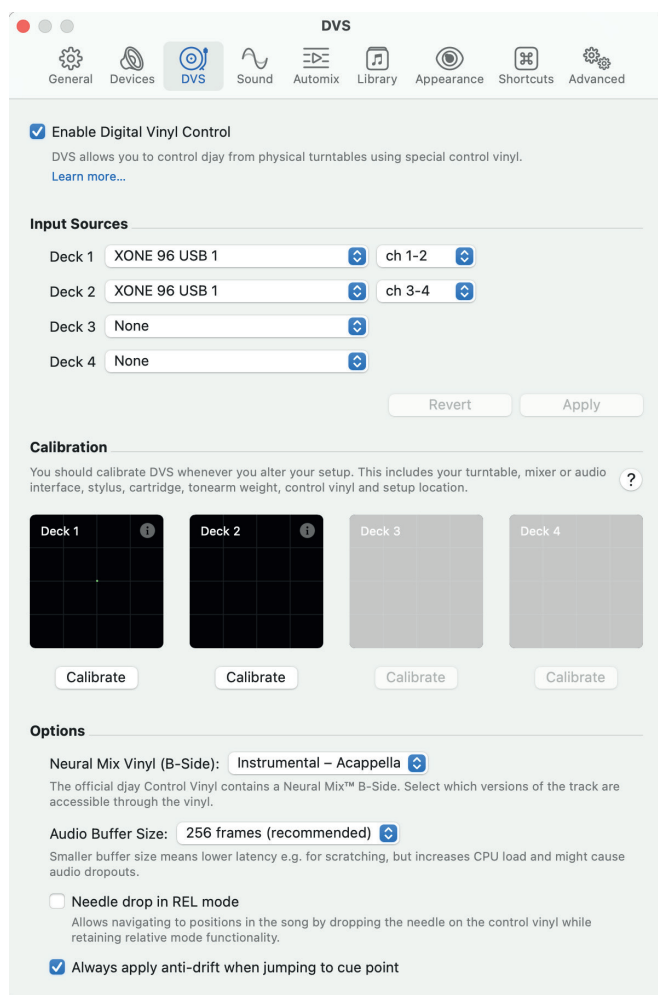 DVS
General Devices DVS Sound Automix Library Appearance Shortcuts Advanced
Enable Digital Vinyl Control
DVS allows you to control djay from physical turntables using special control vinyl.
Learn more...
Input Sources
Deck 1 XONE 96 USB 1 ch 1-2
Deck 2 XONE 96 USB 1 ch 3-4
Deck 3 None
Deck 4 None
Revert Apply
Calibration
You should calibrate DVS whenever you alter your setup. This includes your turntable, mixer or audio
interface, stylus, cartridge, tonearm weight, control vinyl and setup location.
?
Deck 1 i Deck 2 i Deck 3 Deck 4
Calibrate Calibrate Calibrate Calibrate
Options
Neural Mix Vinyl (B-Side): Instrumental – Acappella
The official djay Control Vinyl contains a Neural Mix™ B-Side. Select which versions of the track are
accessible through the vinyl.
Audio Buffer Size: 256 frames (recommended)
Smaller buffer size means lower latency e.g. for scratching, but increases CPU load and might cause
audio dropouts.
Needle drop in REL mode
Allows navigating to positions in the song by dropping the needle on the control vinyl while
retaining relative mode functionality.
Always apply anti-drift when jumping to cue point